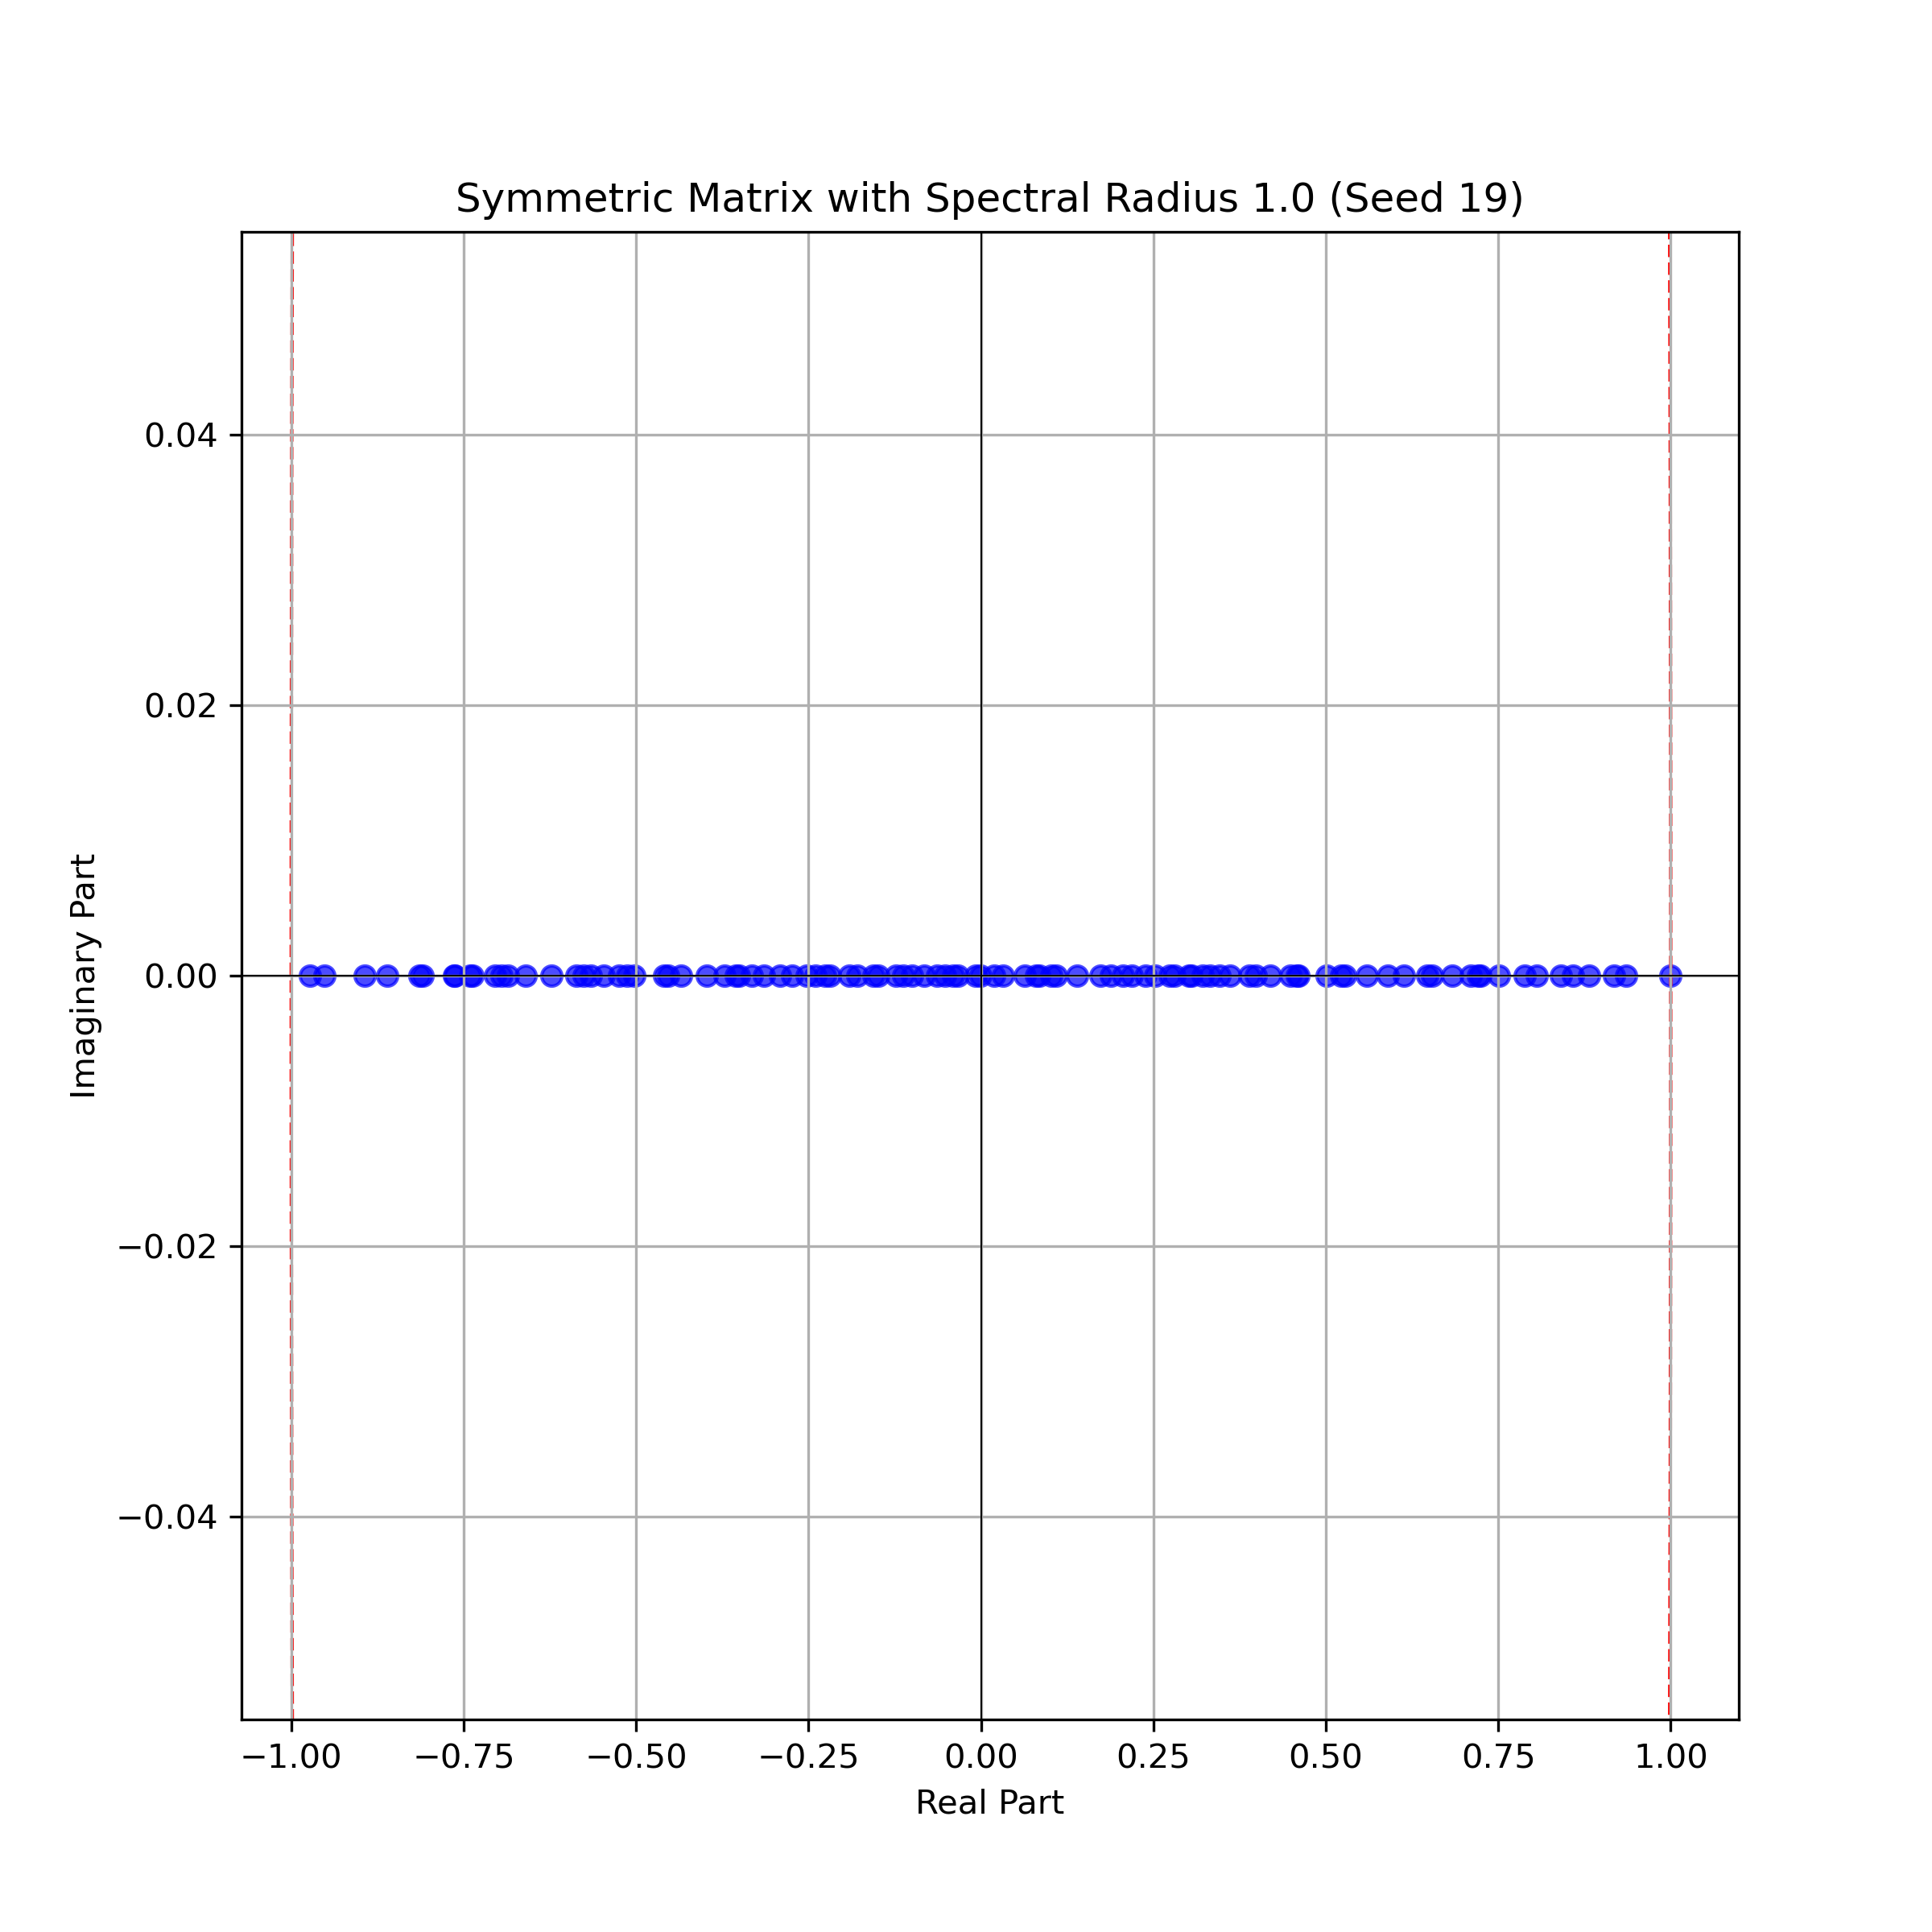 Symmetric Matrix with Spectral Radius 1.0 (Seed 19)
Imaginary Part
0.04
0.02
0.00
−0.02
−0.04
−1.00 −0.75 −0.50 −0.25 0.00 0.25 0.50 0.75 1.00
Real Part